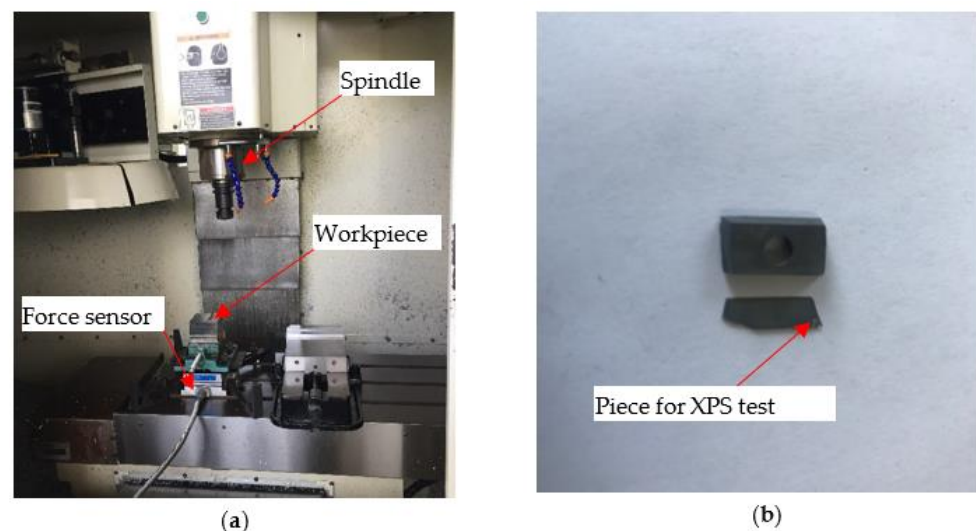 Spindle
Workpiece
Force sensor
Piece for XPS test
(a)
(b)